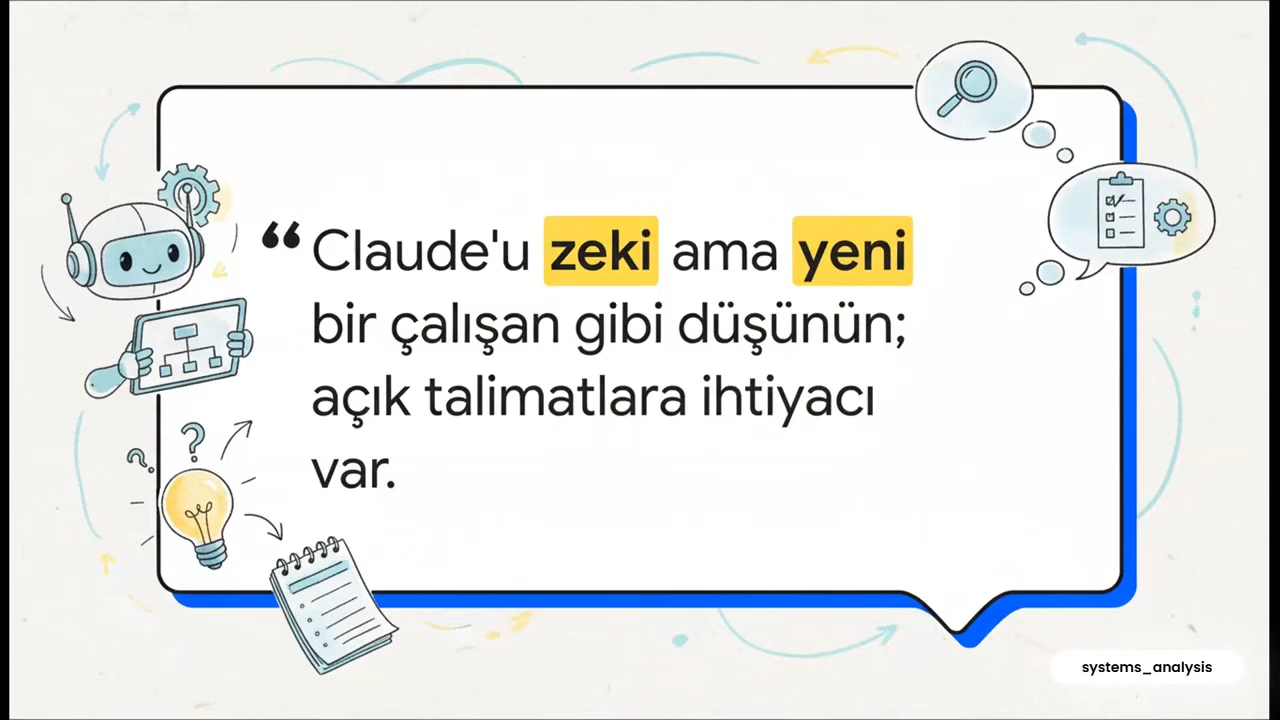 “Claude'u zeki ama yeni
bir çalışan gibi düşünün;
açık talimatlara ihtiyacı
var.
systems_analysis